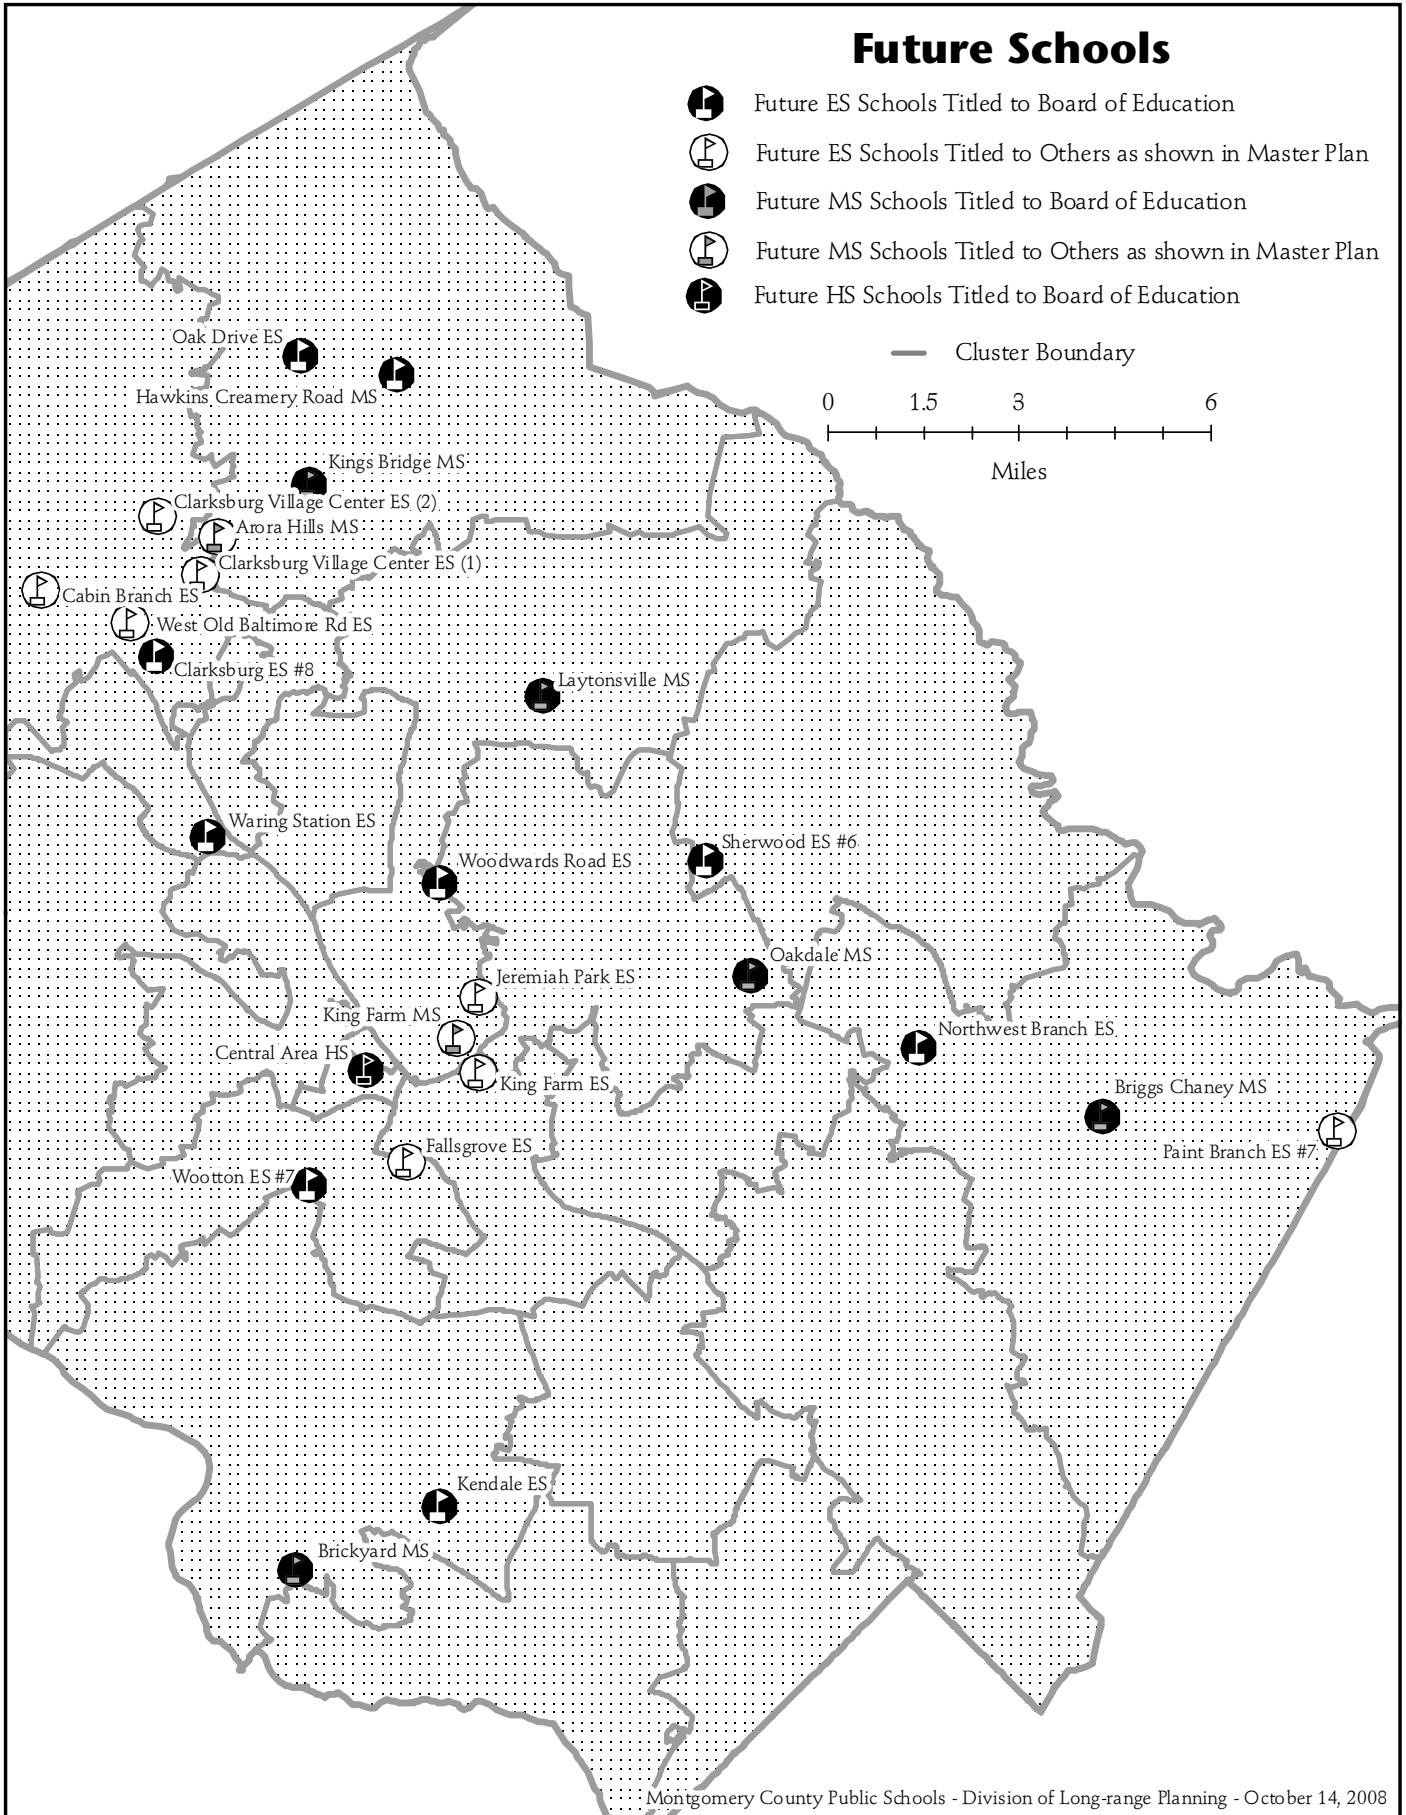 Future Schools
Future ES Schools Titled to Board of Education
Future ES Schools Titled to Others as shown in Master Plan
Future MS Schools Titled to Board of Education
Future MS Schools Titled to Others as shown in Master Plan
Future HS Schools Titled to Board of Education
Cluster Boundary
0 1.5 3 6
Miles
Oak Drive ES
Hawkins Creamery Road MS
Kings Bridge MS
Clarksburg Village Center ES (2)
Arora Hills MS
Clarksburg Village Center ES (1)
Cabin Branch ES
West Old Baltimore Rd ES
Clarksburg ES #8
Laytonsville MS
Waring Station ES
Sherwood ES #6
Woodwards Road ES
Oakdale MS
Jeremiah Park ES
King Farm MS
Northwest Branch ES
Central Area HS
King Farm ES
Briggs Chaney MS
Fallsgrove ES
Paint Branch ES #7
Wootton ES #7
Kendale ES
Brickyard MS
Montgomery County Public Schools - Division of Long-range Planning - October 14, 2008